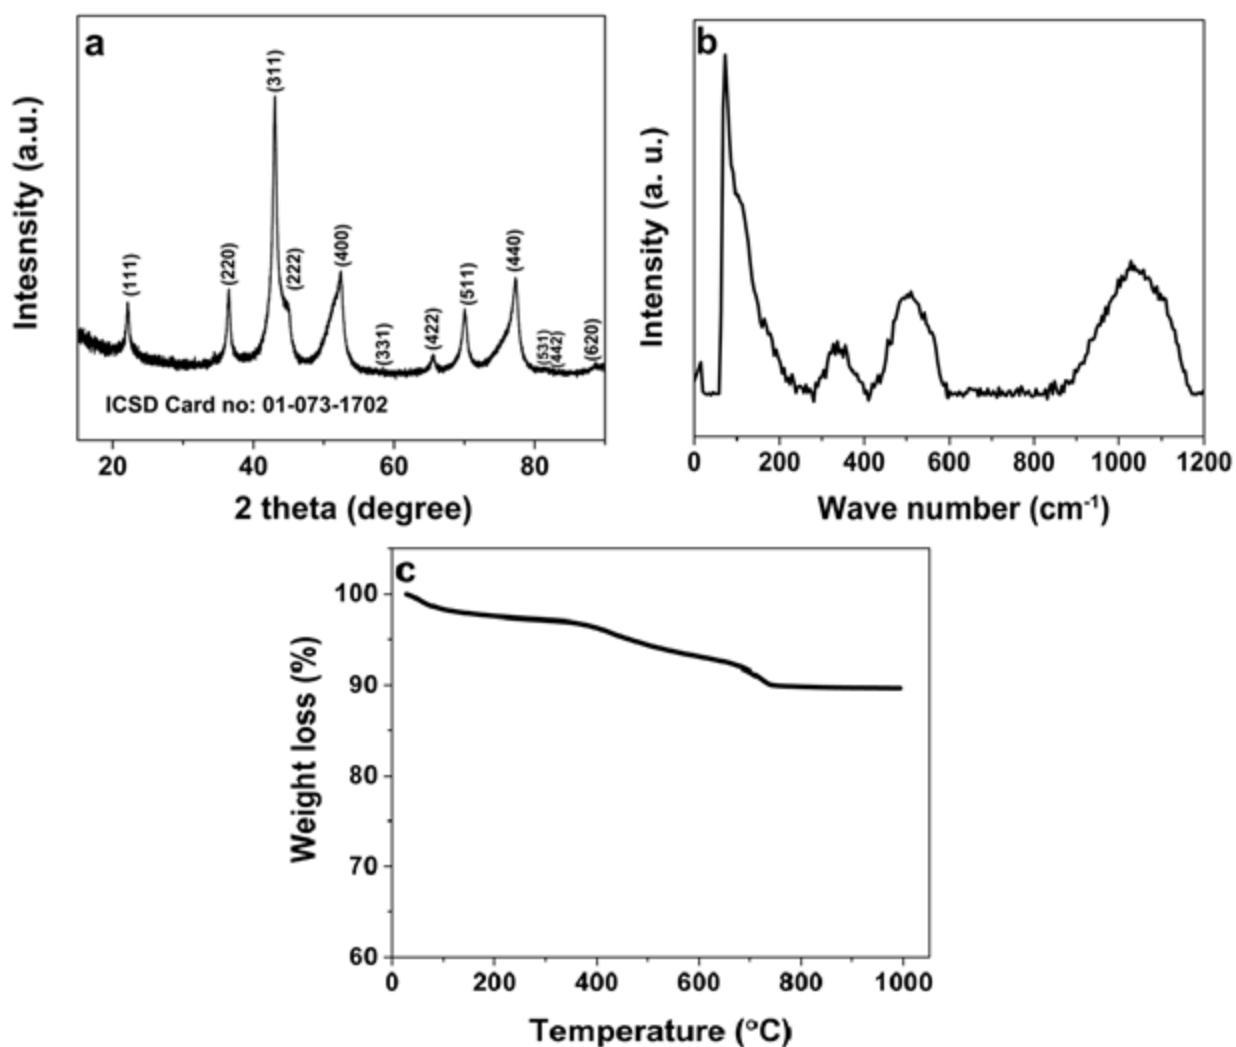 a
Intesnsity (a.u.)
(111)
(220)
(311)
(222)
(400)
(331)
(422)
(511)
(440)
(531)
(442)
(620)
ICSD Card no: 01-073-1702
20 40 60 80
2 theta (degree)
b
Intensity (a. u.)
0 200 400 600 800 1000 1200
Wave number (cm⁻¹)
c
Weight loss (%)
100
90
80
70
60
0 200 400 600 800 1000
Temperature (°C)